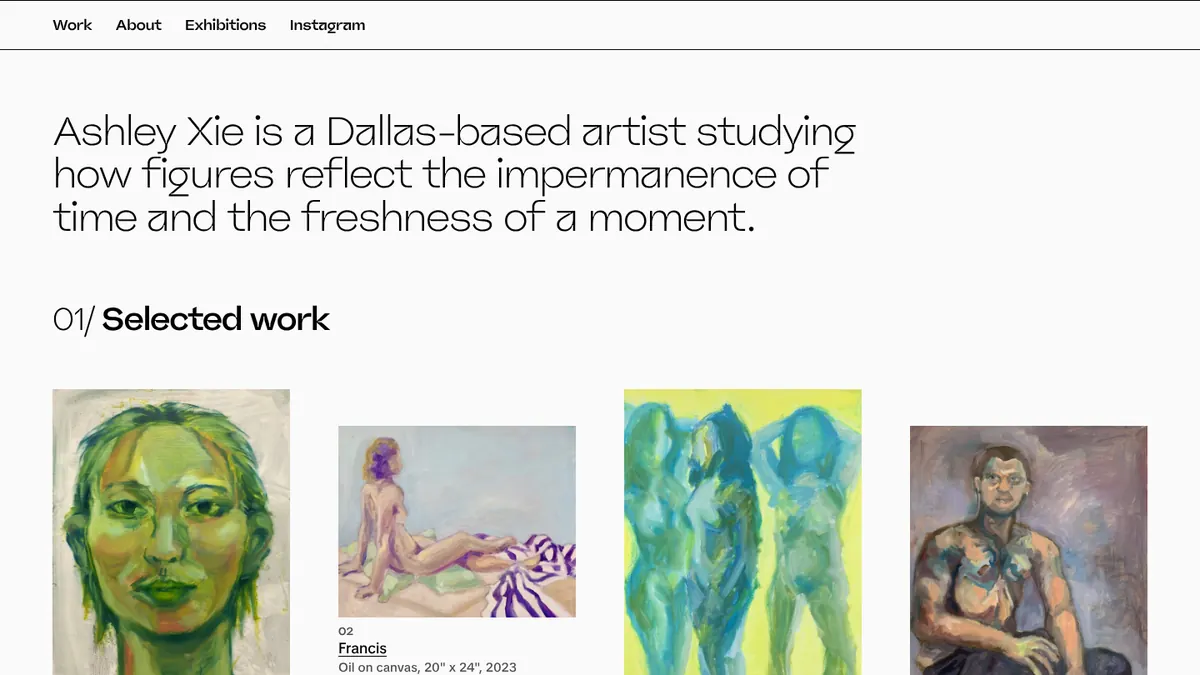 Work About Exhibitions Instagram
Ashley Xie is a Dallas-based artist studying
how figures reflect the impermanence of
time and the freshness of a moment.
01/ Selected work
02
Francis
Oil on canvas, 20" x 24", 2023